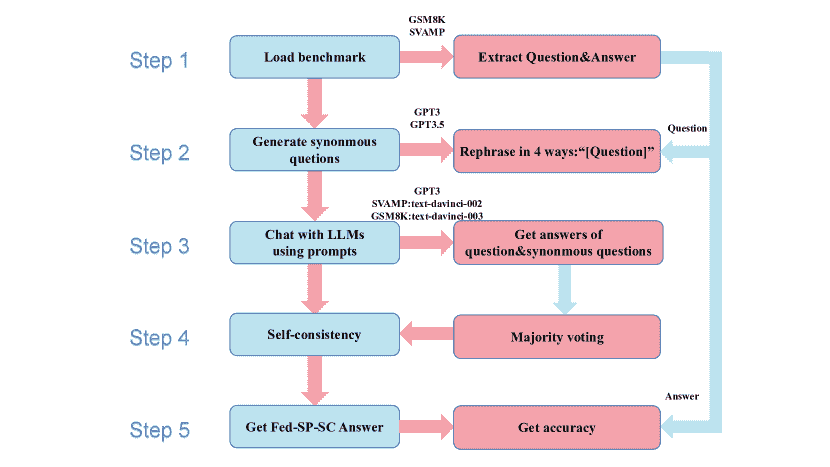 GSM8K
SVAMP
Step 1
Load benchmark
Extract Question&Answer
GPT3
GPT3.5
Question
Step 2
Generate synonmous
quetions
Rephrase in 4 ways:“[Question]”
GPT3
SVAMP:text-davinci-002
GSM8K:text-davinci-003
Step 3
Chat with LLMs
using prompts
Get answers of
question&synonmous questions
Step 4
Self-consistency
Majority voting
Answer
Step 5
Get Fed-SP-SC Answer
Get accuracy